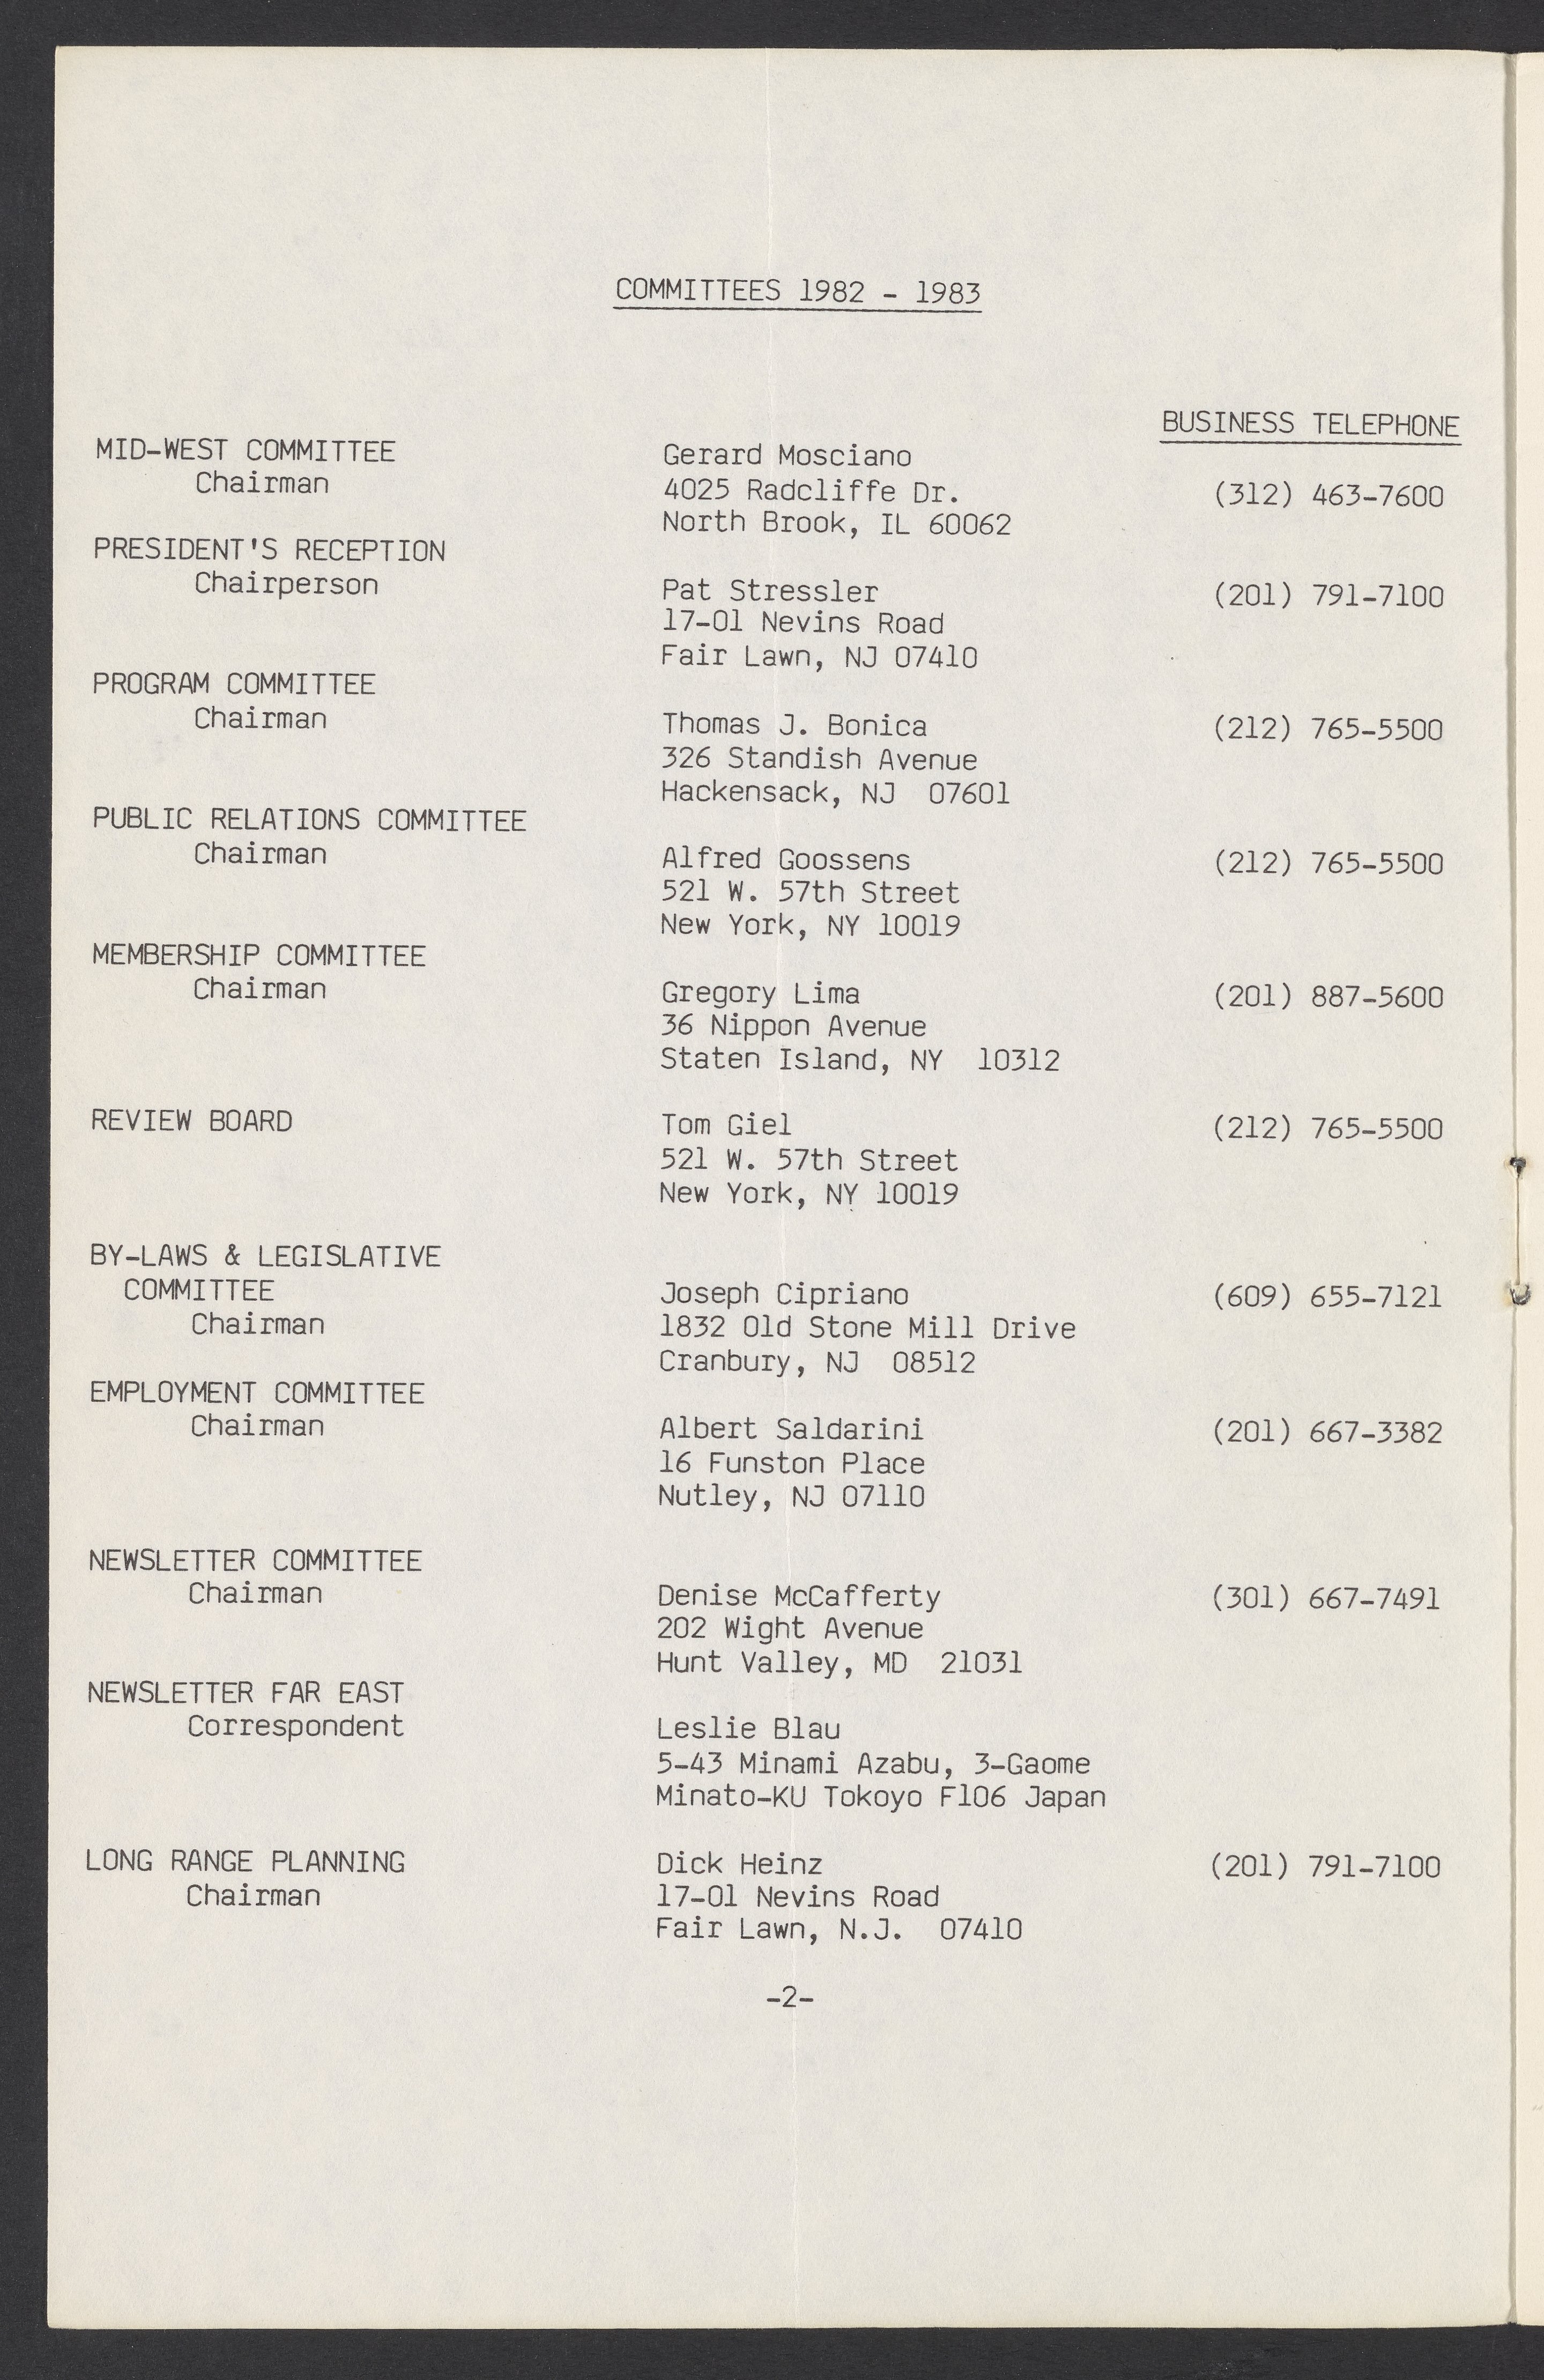 COMMITTEES 1982 - 1983
BUSINESS TELEPHONE
MID-WEST COMMITTEE
Chairman
Gerard Mosciano
4025 Radcliffe Dr.
North Brook, IL 60062
(312) 463-7600
PRESIDENT'S RECEPTION
Chairperson
Pat Stressler
17-01 Nevins Road
Fair Lawn, NJ 07410
(201) 791-7100
PROGRAM COMMITTEE
Chairman
Thomas J. Bonica
326 Standish Avenue
Hackensack, NJ 07601
(212) 765-5500
PUBLIC RELATIONS COMMITTEE
Chairman
Alfred Goossens
521 W. 57th Street
New York, NY 10019
(212) 765-5500
MEMBERSHIP COMMITTEE
Chairman
Gregory Lima
36 Nippon Avenue
Staten Island, NY 10312
(201) 887-5600
REVIEW BOARD
Tom Giel
521 W. 57th Street
New York, NY 10019
(212) 765-5500
BY-LAWS & LEGISLATIVE
COMMITTEE
Chairman
Joseph Cipriano
1832 Old Stone Mill Drive
Cranbury, NJ 08512
(609) 655-7121
EMPLOYMENT COMMITTEE
Chairman
Albert Saldarini
16 Funston Place
Nutley, NJ 07110
(201) 667-3382
NEWSLETTER COMMITTEE
Chairman
Denise McCafferty
202 Wight Avenue
Hunt Valley, MD 21031
(301) 667-7491
NEWSLETTER FAR EAST
Correspondent
Leslie Blau
5-43 Minami Azabu, 3-Gaome
Minato-KU Tokoyo F106 Japan
LONG RANGE PLANNING
Chairman
Dick Heinz
17-01 Nevins Road
Fair Lawn, N.J. 07410
(201) 791-7100
-2-